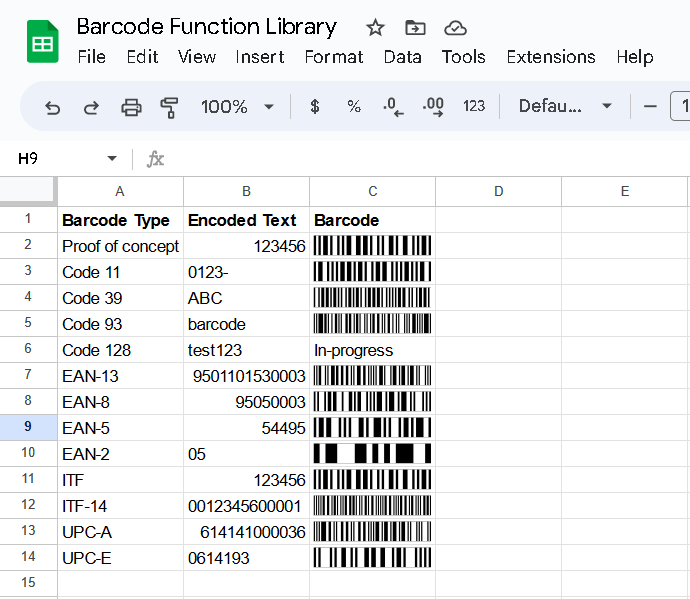 Barcode Function Library
File Edit View Insert Format Data Tools Extensions Help
100% $ % .0 .00 123 Defau... 1
H9 fx
A B C D E
1 Barcode Type Encoded Text Barcode
2 Proof of concept 123456
3 Code 11 0123-
4 Code 39 ABC
5 Code 93 barcode
6 Code 128 test123 In-progress
7 EAN-13 9501101530003
8 EAN-8 95050003
9 EAN-5 54495
10 EAN-2 05
11 ITF 123456
12 ITF-14 0012345600001
13 UPC-A 614141000036
14 UPC-E 0614193
15